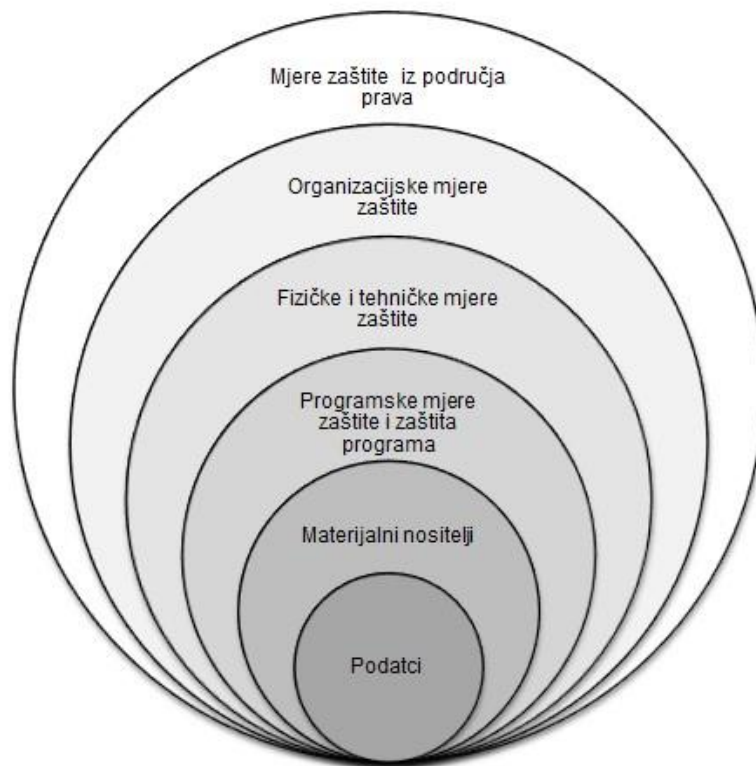 Mjere zaštite iz područja
prava
Organizacijske mjere
zaštite
Fizičke i tehničke mjere
zaštite
Programske mjere
zaštite i zaštita
programa
Materijalni nositelji
Podatci